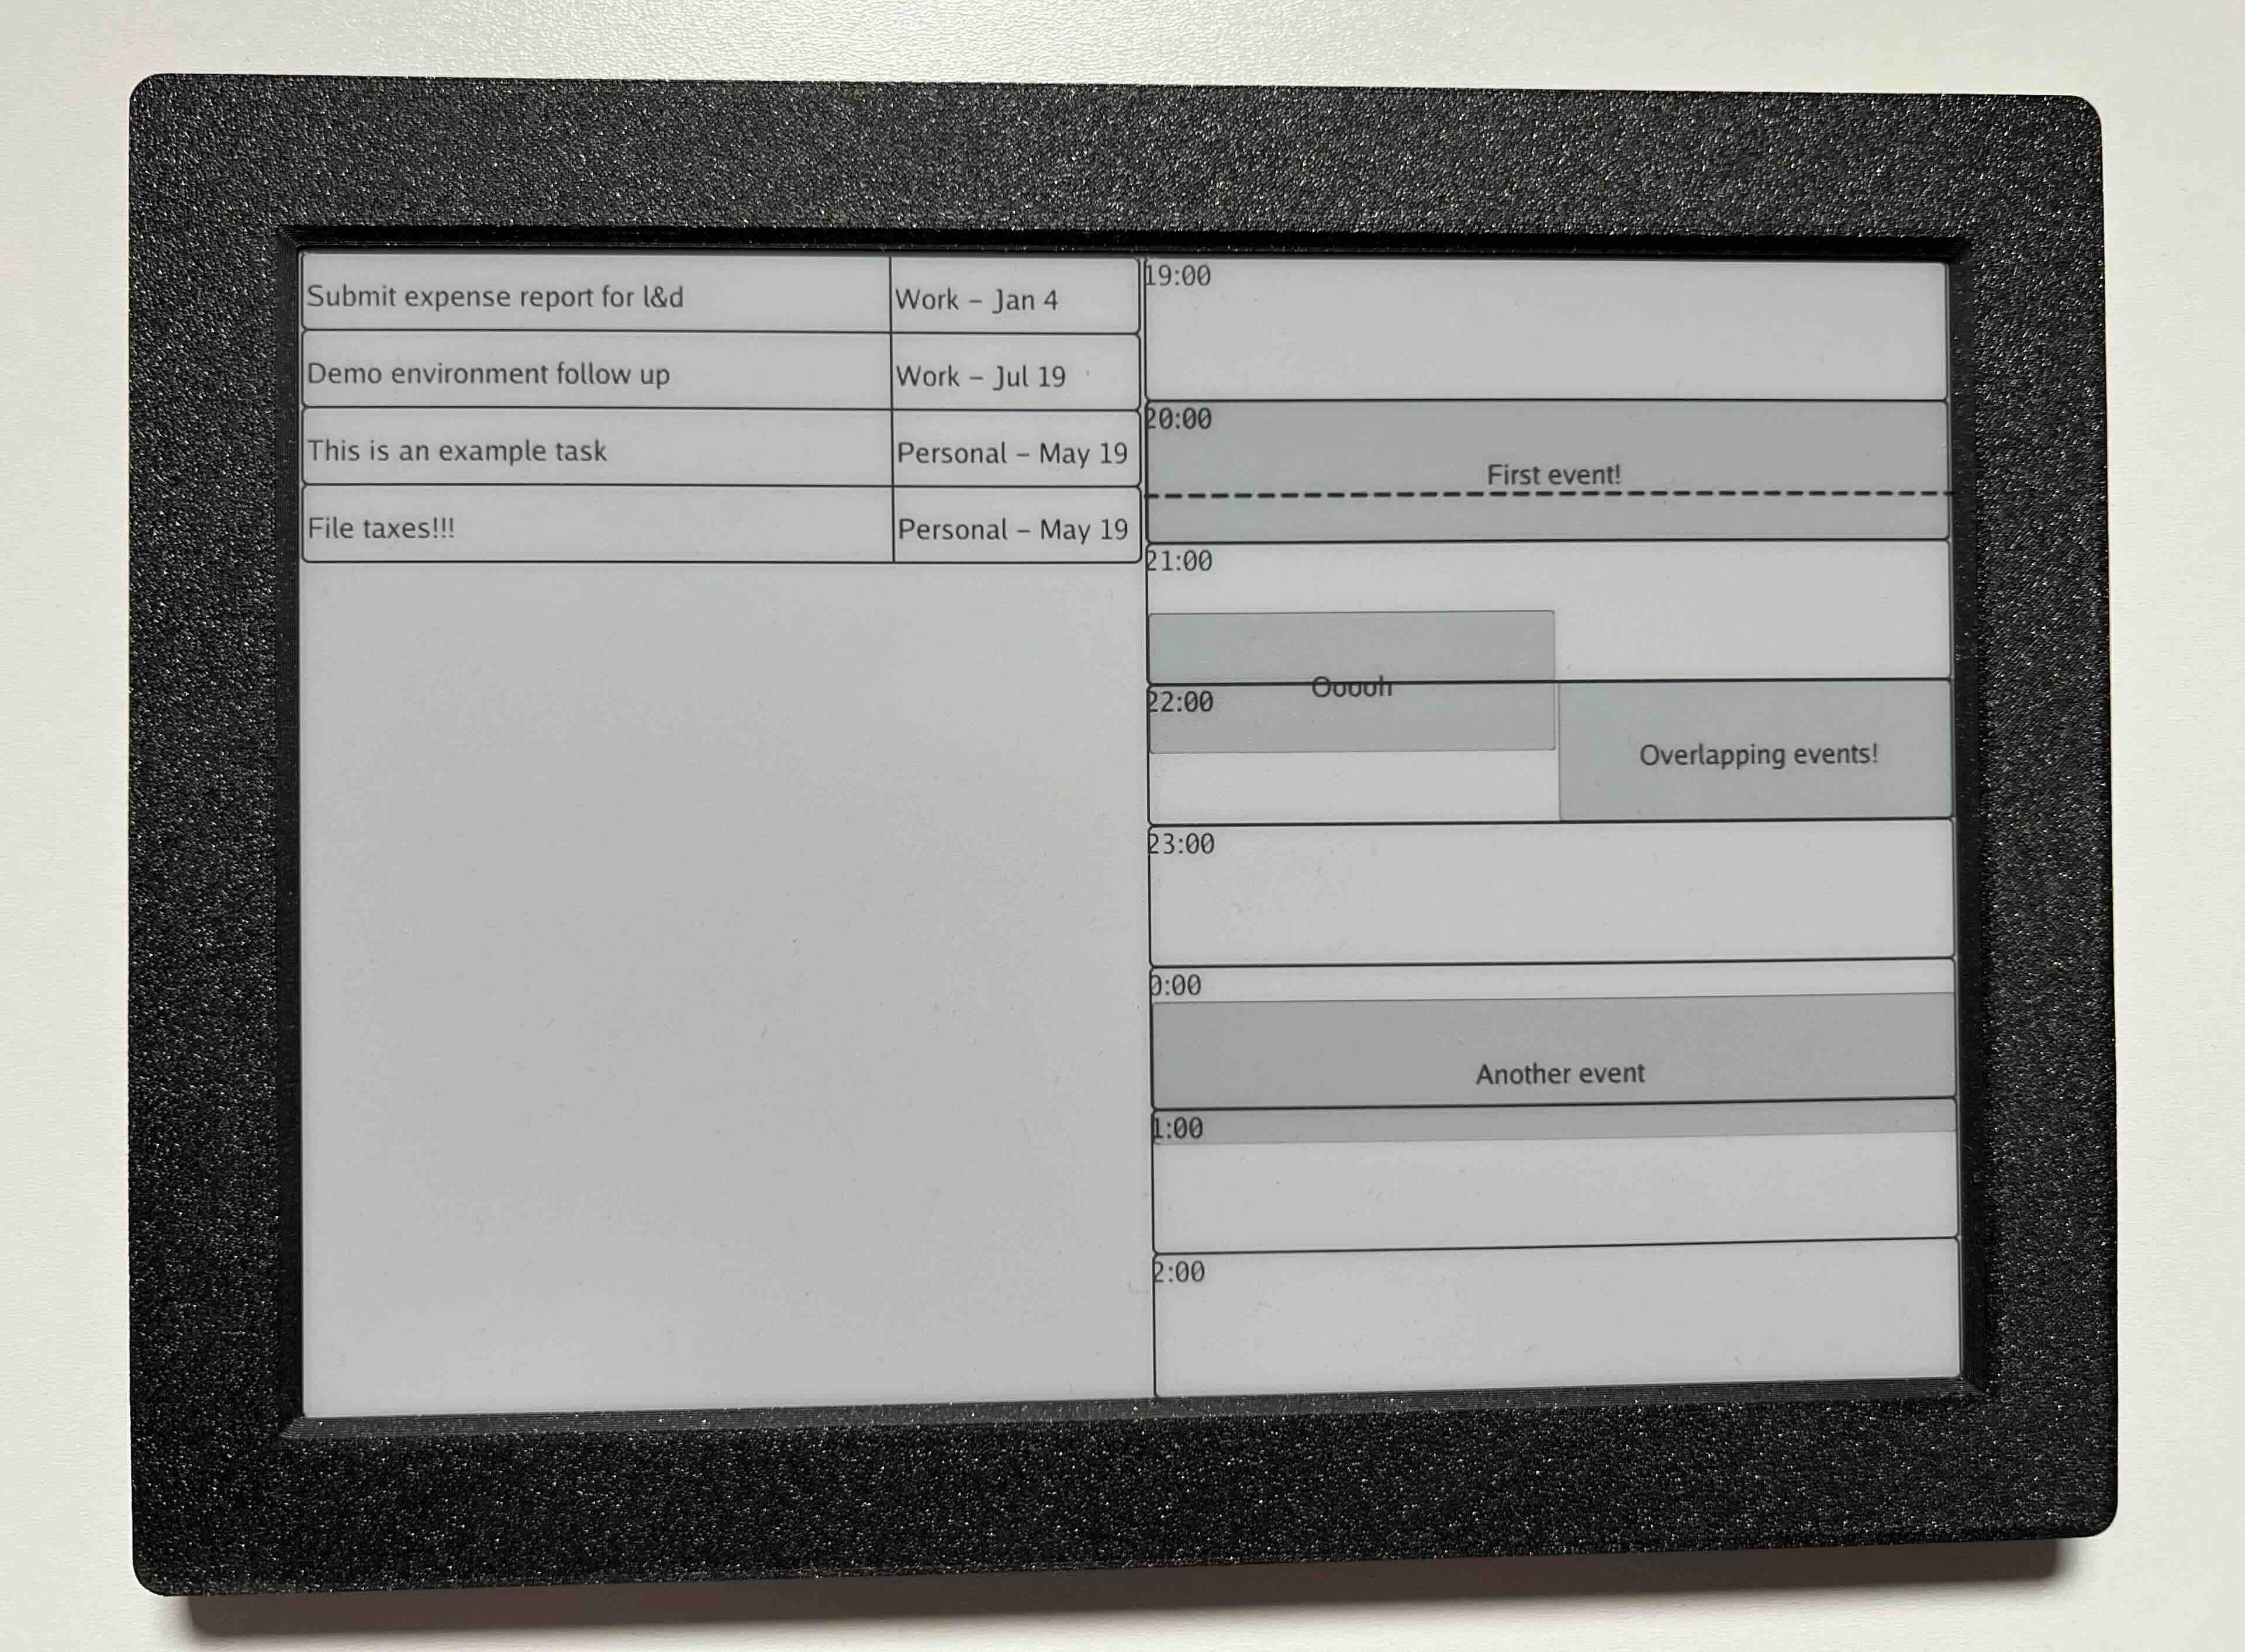 Submit expense report for l&d Work – Jan 4
Demo environment follow up Work – Jul 19
This is an example task Personal – May 19
File taxes!!! Personal – May 19
19:00
20:00
First event!
21:00
Ooooh
22:00
Overlapping events!
23:00
0:00
Another event
1:00
2:00